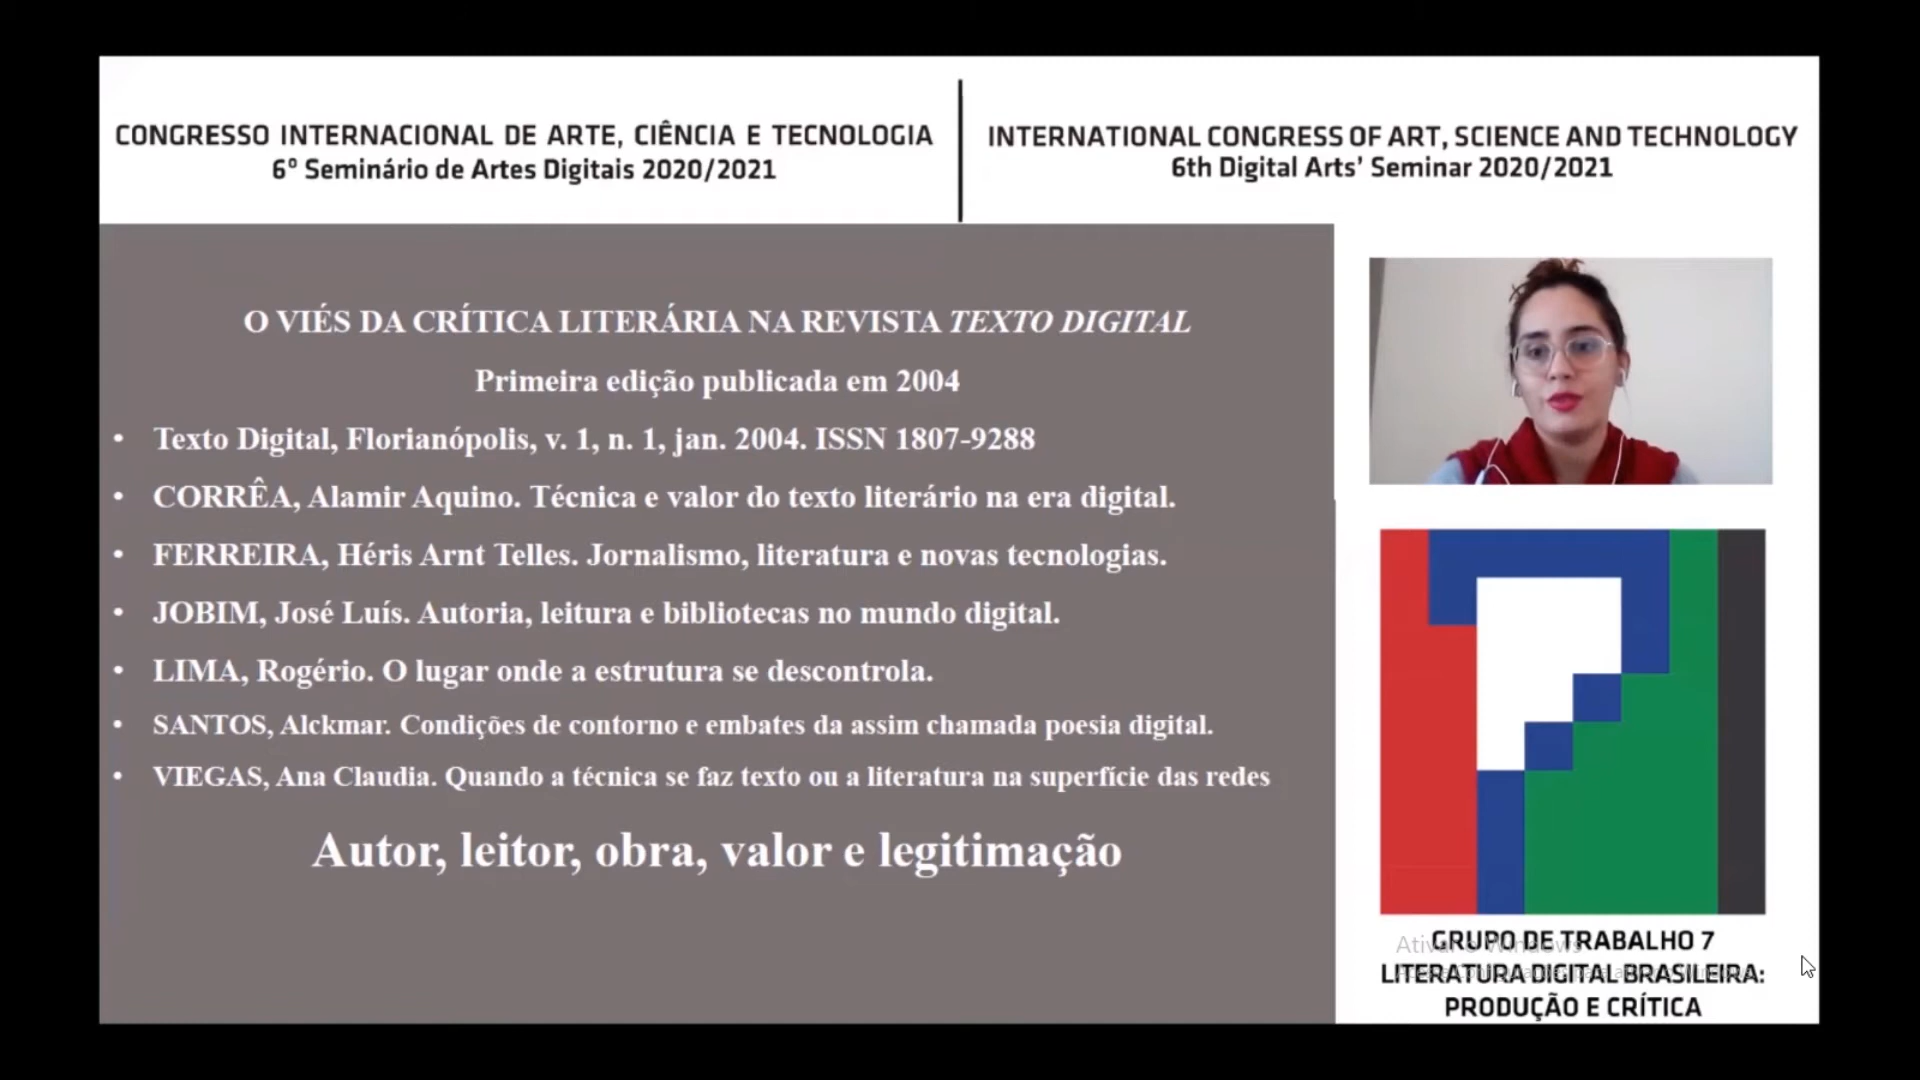 CONGRESSO INTERNACIONAL DE ARTE, CIÊNCIA E TECNOLOGIA
6º Seminário de Artes Digitais 2020/2021
INTERNATIONAL CONGRESS OF ART, SCIENCE AND TECHNOLOGY
6th Digital Arts' Seminar 2020/2021
O VIÉS DA CRÍTICA LITERÁRIA NA REVISTA TEXTO DIGITAL
Primeira edição publicada em 2004
• Texto Digital, Florianópolis, v. 1, n. 1, jan. 2004. ISSN 1807-9288
• CORRÊA, Alamir Aquino. Técnica e valor do texto literário na era digital.
• FERREIRA, Héris Arnt Telles. Jornalismo, literatura e novas tecnologias.
• JOBIM, José Luís. Autoria, leitura e bibliotecas no mundo digital.
• LIMA, Rogério. O lugar onde a estrutura se descontrola.
• SANTOS, Alckmar. Condições de contorno e embates da assim chamada poesia digital.
• VIEGAS, Ana Claudia. Quando a técnica se faz texto ou a literatura na superfície das redes
Autor, leitor, obra, valor e legitimação
Ativar o Windows
GRUPO DE TRABALHO 7
LITERATURA DIGITAL BRASILEIRA:
PRODUÇÃO E CRÍTICA